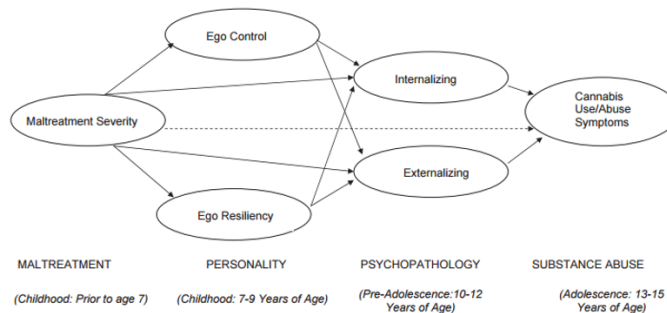 Ego Control
Internalizing
Maltreatment Severity
Cannabis
Use/Abuse
Symptoms
Externalizing
Ego Resiliency
MALTREATMENT
PERSONALITY
PSYCHOPATHOLOGY
SUBSTANCE ABUSE
(Childhood: Prior to age 7)
(Childhood: 7-9 Years of Age)
(Pre-Adolescence:10-12
Years of Age)
(Adolescence: 13-15
Years of Age)